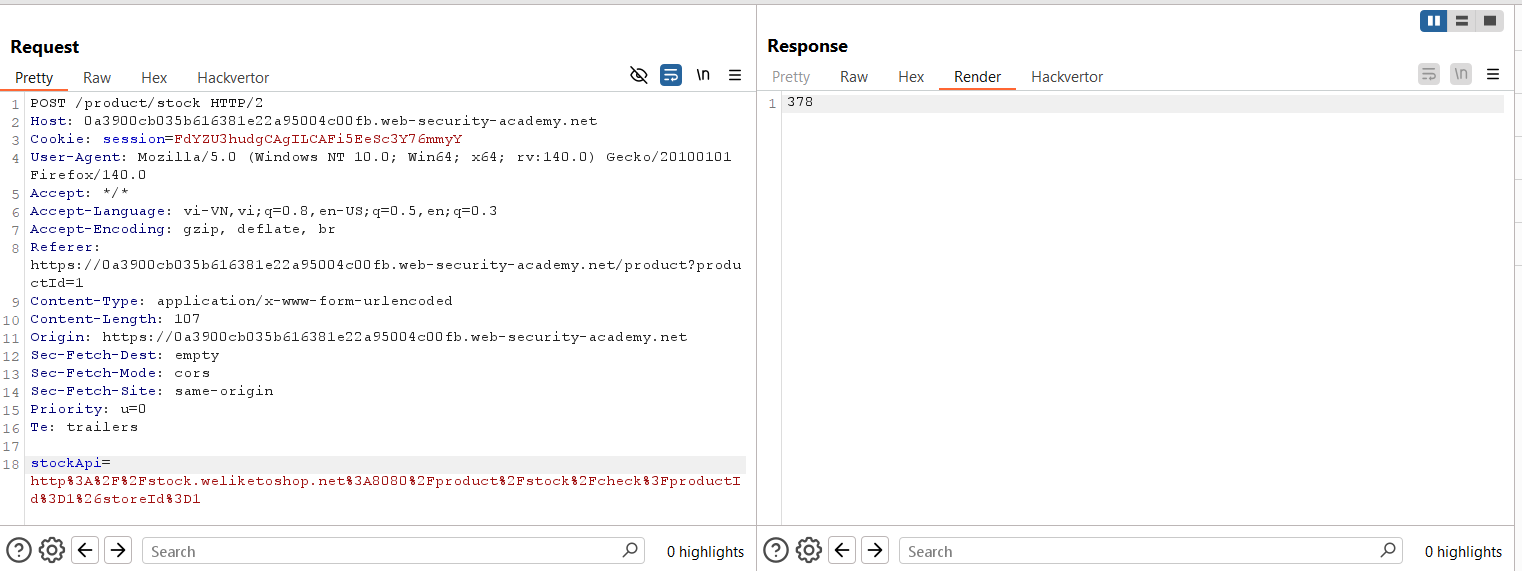 Request
Pretty Raw Hex Hackvertor \n
1 POST /product/stock HTTP/2
2 Host: 0a3900cb035b616381e22a95004c00fb.web-security-academy.net
3 Cookie: session=FdYZU3hudgCAgILCAFi5EeSc3Y76mmyY
4 User-Agent: Mozilla/5.0 (Windows NT 10.0; Win64; x64; rv:140.0) Gecko/20100101
Firefox/140.0
5 Accept: */*
6 Accept-Language: vi-VN,vi;q=0.8,en-US;q=0.5,en;q=0.3
7 Accept-Encoding: gzip, deflate, br
8 Referer:
https://0a3900cb035b616381e22a95004c00fb.web-security-academy.net/product?produ
ctId=1
9 Content-Type: application/x-www-form-urlencoded
10 Content-Length: 107
11 Origin: https://0a3900cb035b616381e22a95004c00fb.web-security-academy.net
12 Sec-Fetch-Dest: empty
13 Sec-Fetch-Mode: cors
14 Sec-Fetch-Site: same-origin
15 Priority: u=0
16 Te: trailers
17
18 stockApi=
http%3A%2F%2Fstock.weliketoshop.net%3A8080%2Fproduct%2Fstock%2Fcheck%3FproductI
d%3D1%26storeId%3D1
Search
0 highlights
Response
Pretty Raw Hex Render Hackvertor \n
1 378
Search
0 highlights